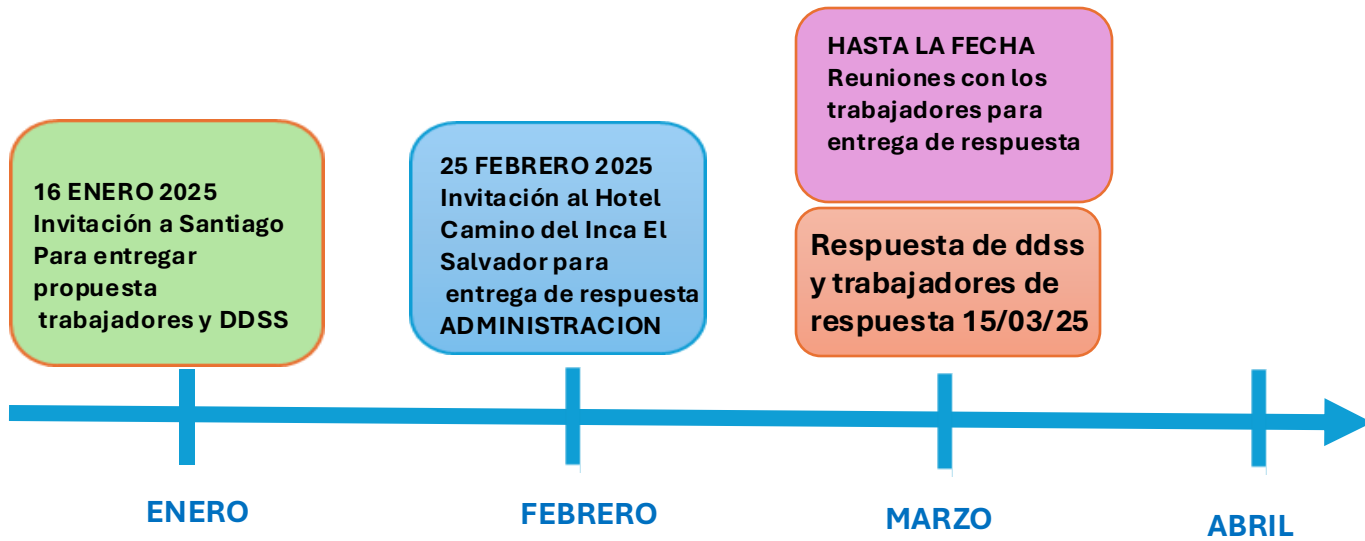 16 ENERO 2025
Invitación a Santiago
Para entregar
propuesta
trabajadores y DDSS
25 FEBRERO 2025
Invitación al Hotel
Camino del Inca El
Salvador para
entrega de respuesta
ADMINISTRACION
HASTA LA FECHA
Reuniones con los
trabajadores para
entrega de respuesta
Respuesta de ddss
y trabajadores de
respuesta 15/03/25
ENERO
FEBRERO
MARZO
ABRIL